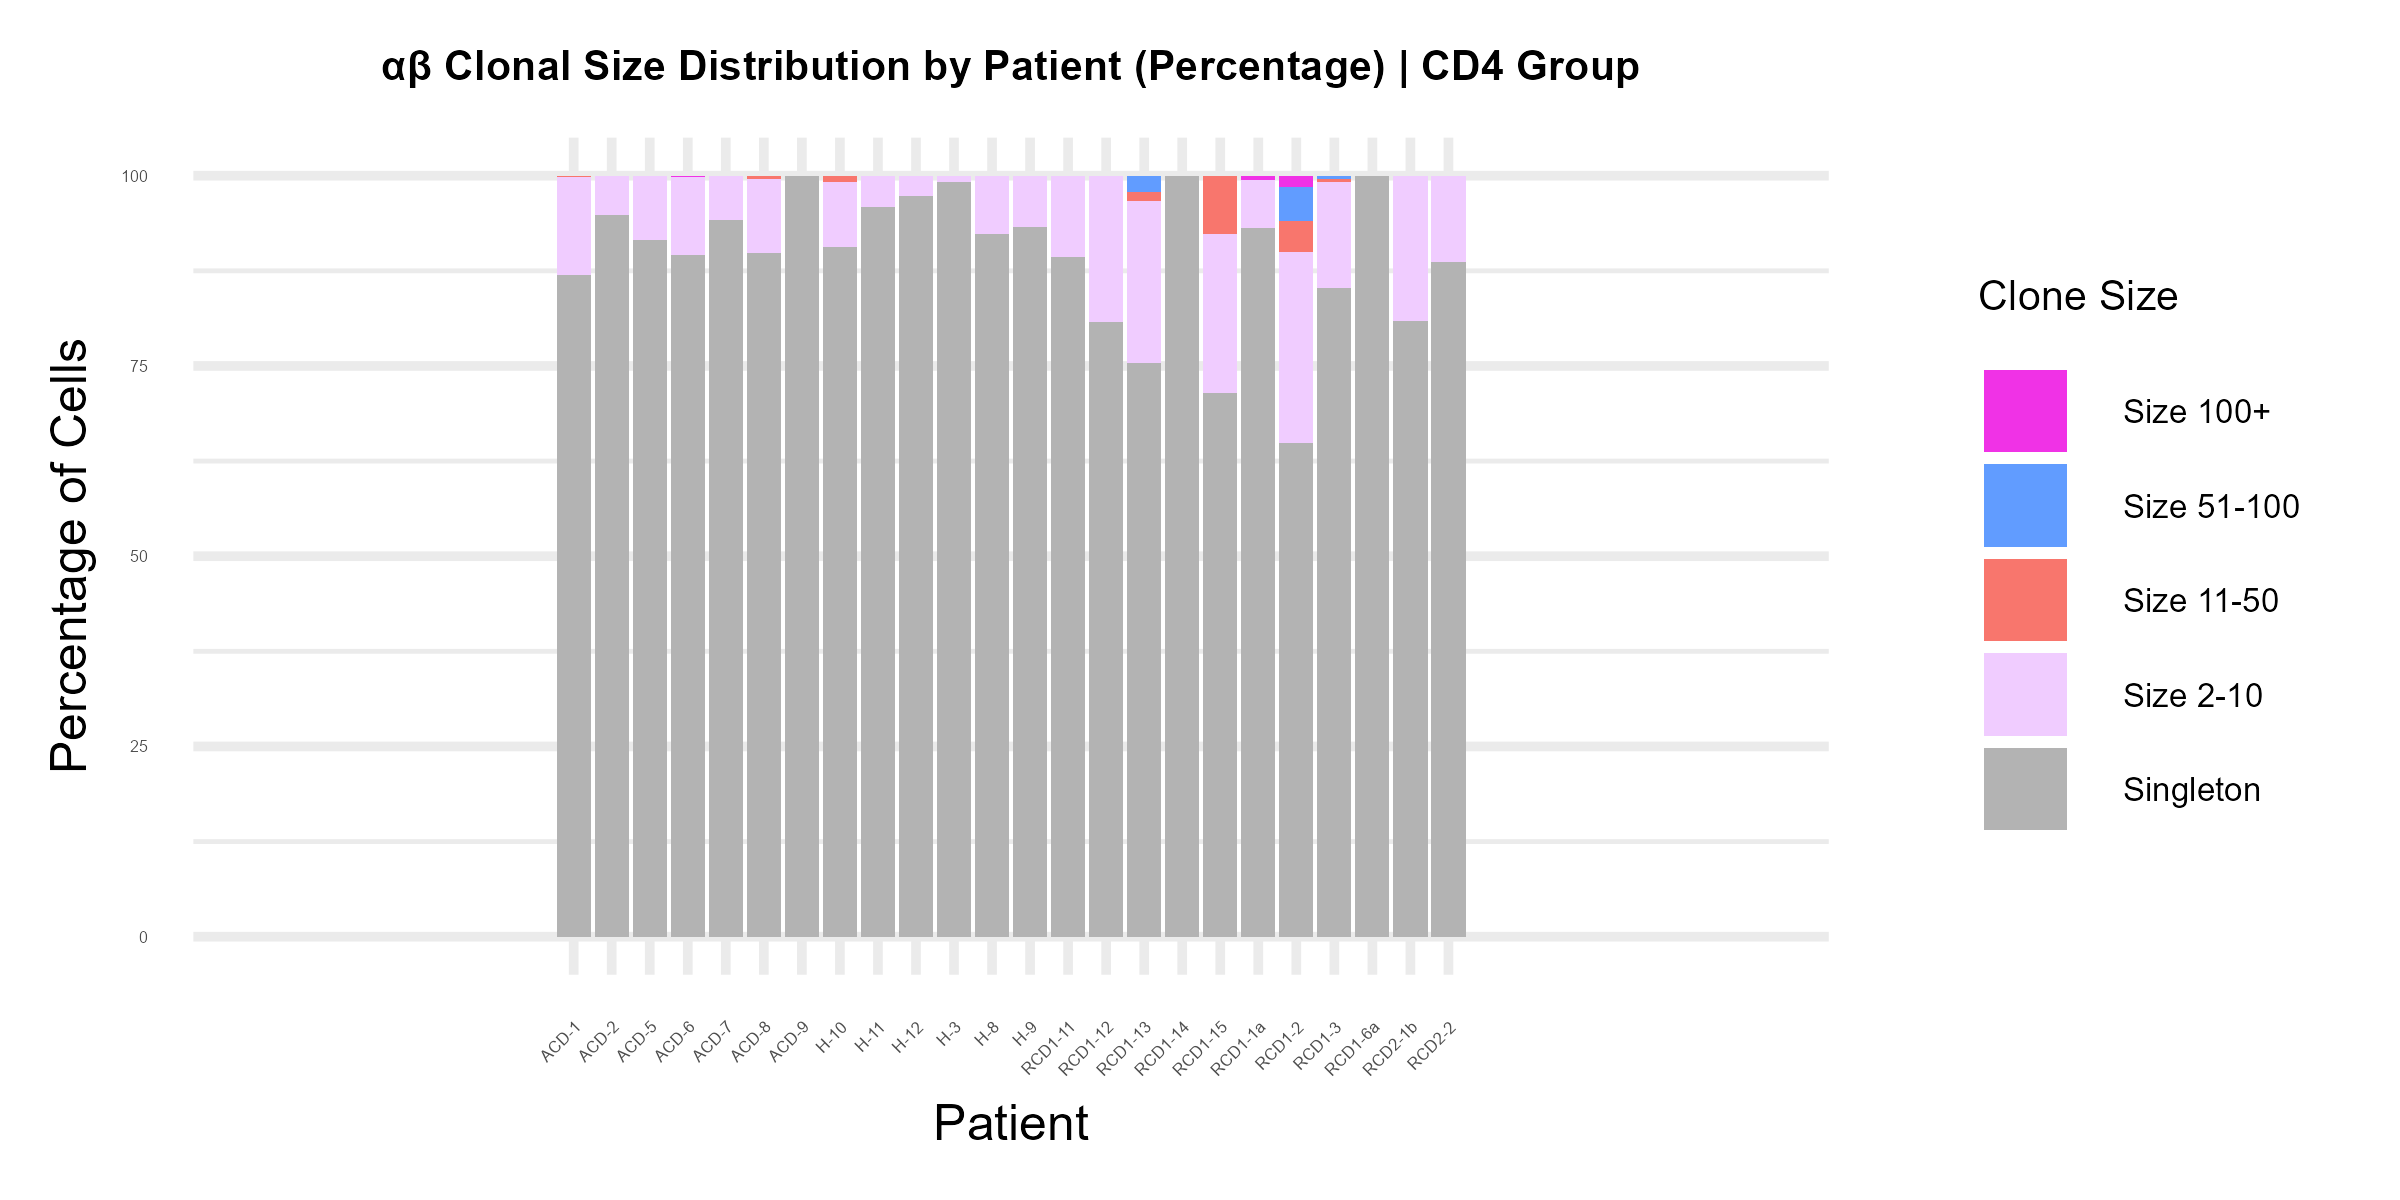 αβ Clonal Size Distribution by Patient (Percentage) | CD4 Group
Percentage of Cells
100
75
50
25
0
ACD-1
ACD-2
ACD-5
ACD-6
ACD-7
ACD-8
ACD-9
H-10
H-11
H-12
H-3
H-8
H-9
RCD1-11
RCD1-12
RCD1-13
RCD1-14
RCD1-15
RCD1-1a
RCD1-2
RCD1-3
RCD1-6a
RCD2-1b
RCD2-2
Patient
Clone Size
Size 100+
Size 51-100
Size 11-50
Size 2-10
Singleton